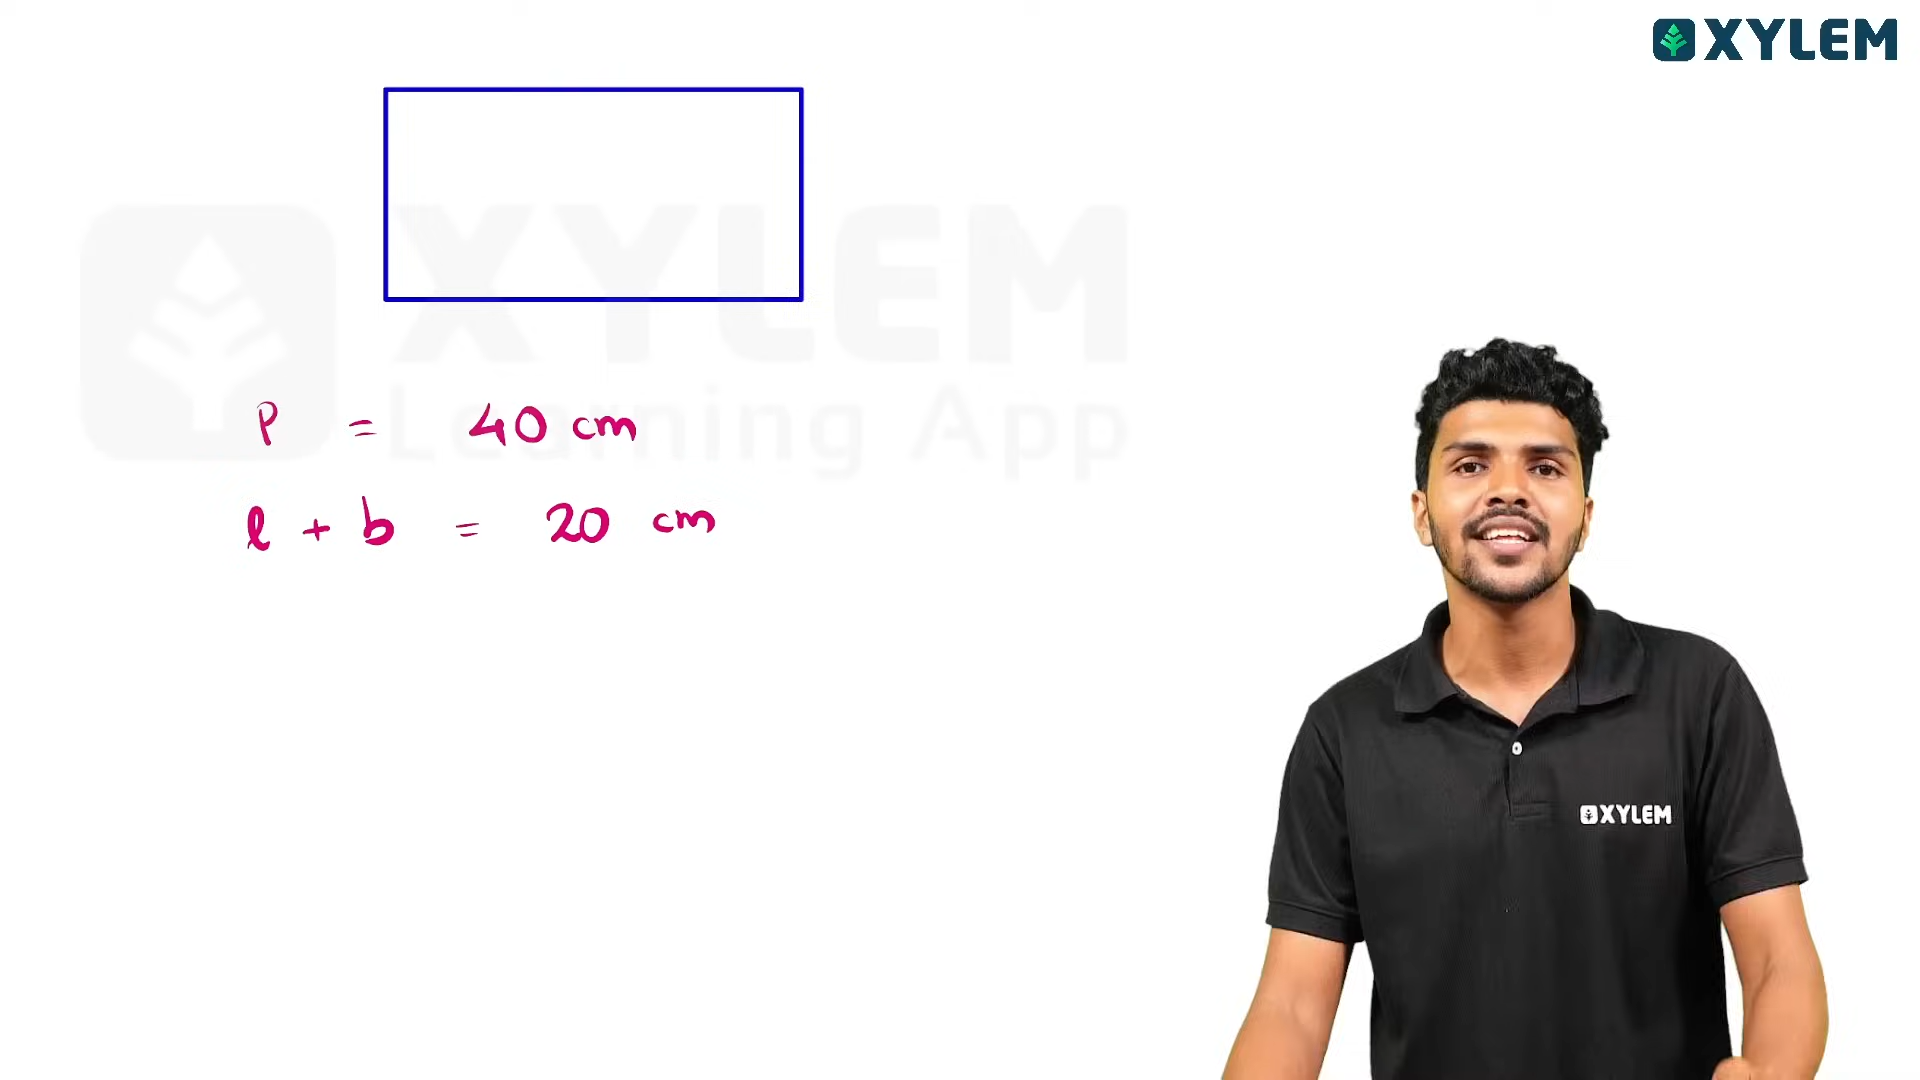 XYLEM
XYLEM
Learning App
P = 40 cm
l + b = 20 cm
XYLEM